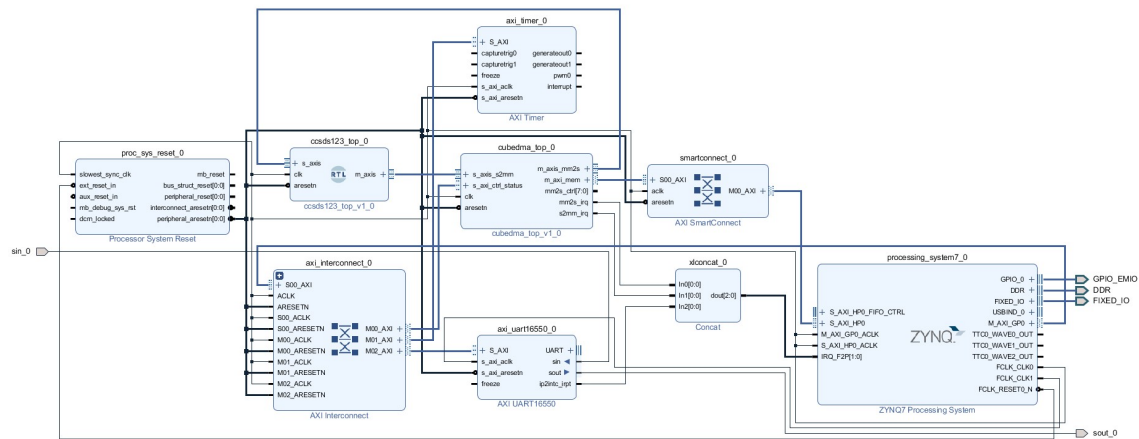 axi_timer_0
S_AXI
capturetrig0 generateout0
capturetrig1 generateout1
freeze pwm0
s_axi_aclk interrupt
s_axi_aresetn
AXI Timer
proc_sys_reset_0
slowest_sync_clk mb_reset
ext_reset_in bus_struct_reset[0:0]
aux_reset_in peripheral_reset[0:0]
mb_debug_sys_rst interconnect_aresetn[0:0]
dcm_locked peripheral_aresetn[0:0]
Processor System Reset
ccsds123_top_0
s_axis
clk m_axis
aresetn
RTL
ccsds123_top_v1_0
cubedma_top_0
m_axis_mm2s
s_axis_s2mm m_axi_mem
s_axi_ctrl_status mm2s_ctrl[7:0]
clk mm2s_irq
aresetn s2mm_irq
cubedma_top_v1_0
smartconnect_0
S00_AXI
aclk M00_AXI
aresetn
AXI SmartConnect
sin_0
axi_interconnect_0
S00_AXI
ACLK
ARESETN
S00_ACLK
S00_ARESETN M00_AXI
M00_ACLK M01_AXI
M00_ARESETN M02_AXI
M01_ACLK
M01_ARESETN
M02_ACLK
M02_ARESETN
AXI Interconnect
axi_uart16550_0
S_AXI UART
s_axi_aclk sin
s_axi_aresetn sout
freeze ip2intc_irpt
AXI UART16550
xlconcat_0
In0[0:0]
In1[0:0] dout[2:0]
In2[0:0]
Concat
processing_system7_0
GPIO_0
DDR
FIXED_IO
S_AXI_HP0_FIFO_CTRL USBIND_0
S_AXI_HP0 M_AXI_GP0
M_AXI_GP0_ACLK TTC0_WAVE0_OUT
S_AXI_HP0_ACLK TTC0_WAVE1_OUT
IRQ_F2P[1:0] TTC0_WAVE2_OUT
FCLK_CLK0
FCLK_CLK1
FCLK_RESET0_N
ZYNQ
ZYNQ7 Processing System
GPIO_EMIO
DDR
FIXED_IO
sout_0